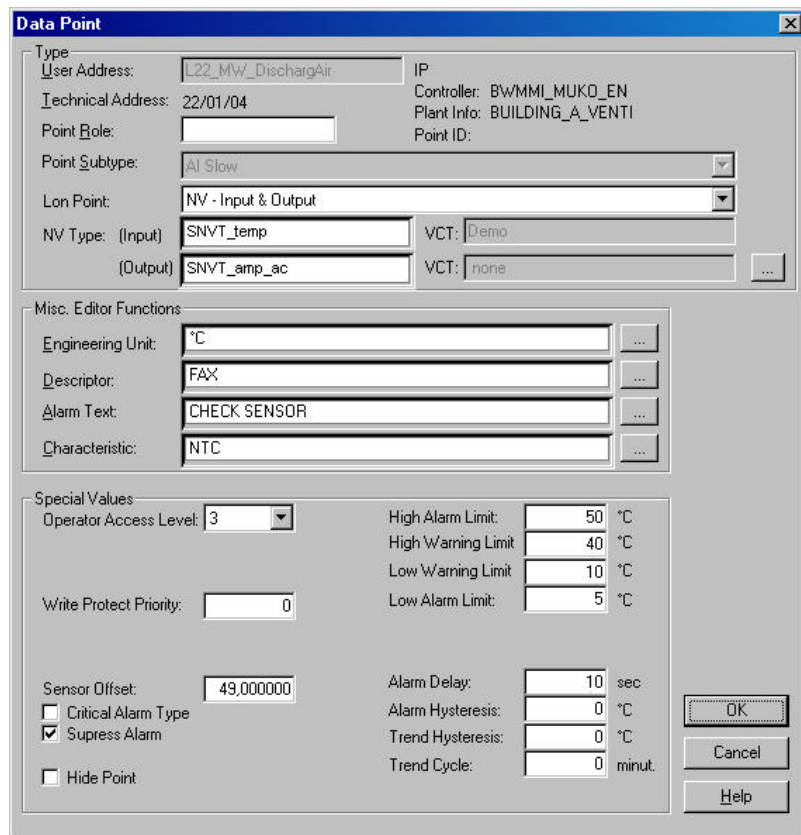 Data Point
Type
User Address: L22_MW_DischargAir IP
Controller: BWMMI_MUKO_EN
Technical Address: 22/01/04
Plant Info: BUILDING_A_VENTI
Point Role:
Point ID:
Point Subtype: AI Slow
Lon Point: NV - Input & Output
NV Type: (Input) SNVT_temp VCT: Demo
(Output) SNVT_amp_ac VCT: none ...
Misc. Editor Functions
Engineering Unit: °C ...
Descriptor: FAX ...
Alarm Text: CHECK SENSOR ...
Characteristic: NTC ...
Special Values
Operator Access Level: 3 High Alarm Limit: 50 °C
High Warning Limit 40 °C
Low Warning Limit 10 °C
Write Protect Priority: 0 Low Alarm Limit: 5 °C
Sensor Offset: 49,000000 Alarm Delay: 10 sec
Critical Alarm Type Alarm Hysteresis: 0 °C
Supress Alarm Trend Hysteresis: 0 °C
Trend Cycle: 0 minut.
Hide Point
OK
Cancel
Help